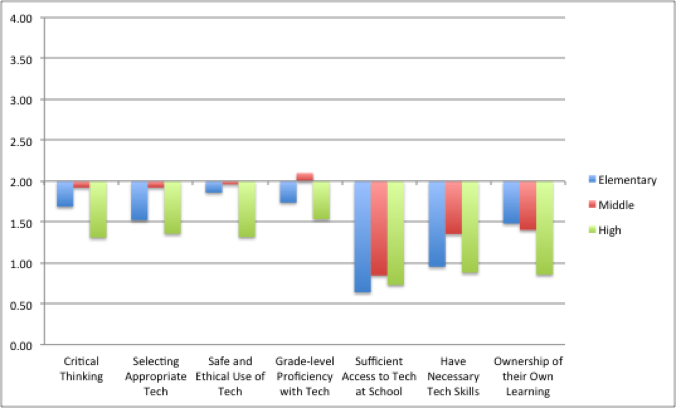 4.00
3.50
3.00
2.50
2.00
1.50
1.00
0.50
0.00
Critical
Thinking
Selecting
Appropriate
Tech
Safe and
Ethical Use of
Tech
Grade-level
Proficiency
with Tech
Sufficient
Access to Tech
at School
Have
Necessary
Tech Skills
Ownership of
their Own
Learning
Elementary
Middle
High